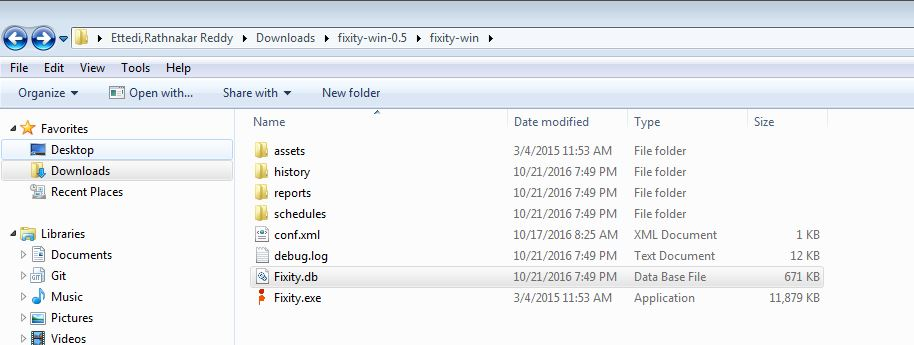 Ettedi,Rathnakar Reddy Downloads fixity-win-0.5 fixity-win
File Edit View Tools Help
Organize Open with... Share with New folder
Favorites
Desktop
Downloads
Recent Places
Libraries
Documents
Git
Music
Pictures
Videos
Name Date modified Type Size
assets 3/4/2015 11:53 AM File folder
history 10/21/2016 7:49 PM File folder
reports 10/21/2016 7:49 PM File folder
schedules 10/21/2016 7:49 PM File folder
conf.xml 10/17/2016 8:25 AM XML Document 1 KB
debug.log 10/21/2016 7:49 PM Text Document 12 KB
Fixity.db 10/21/2016 7:49 PM Data Base File 671 KB
Fixity.exe 3/4/2015 11:53 AM Application 11,879 KB